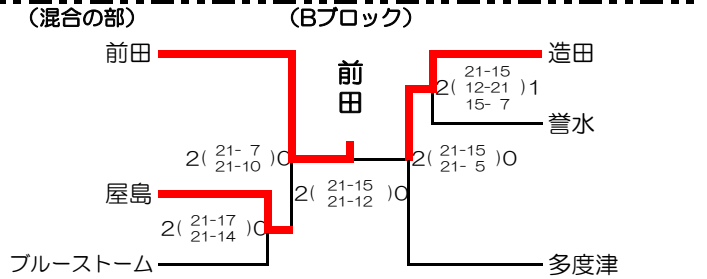 （混合の部） （Bブロック）
前田
造田
前田
2( 21-15 12-21 15- 7 )1
誉水
2( 21- 7 21-10 )0
2( 21-15 21- 5 )0
屋島
2( 21-15 21-12 )0
2( 21-17 21-14 )0
ブルーストーム
多度津